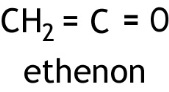 CH₂ = C = O
ethenon